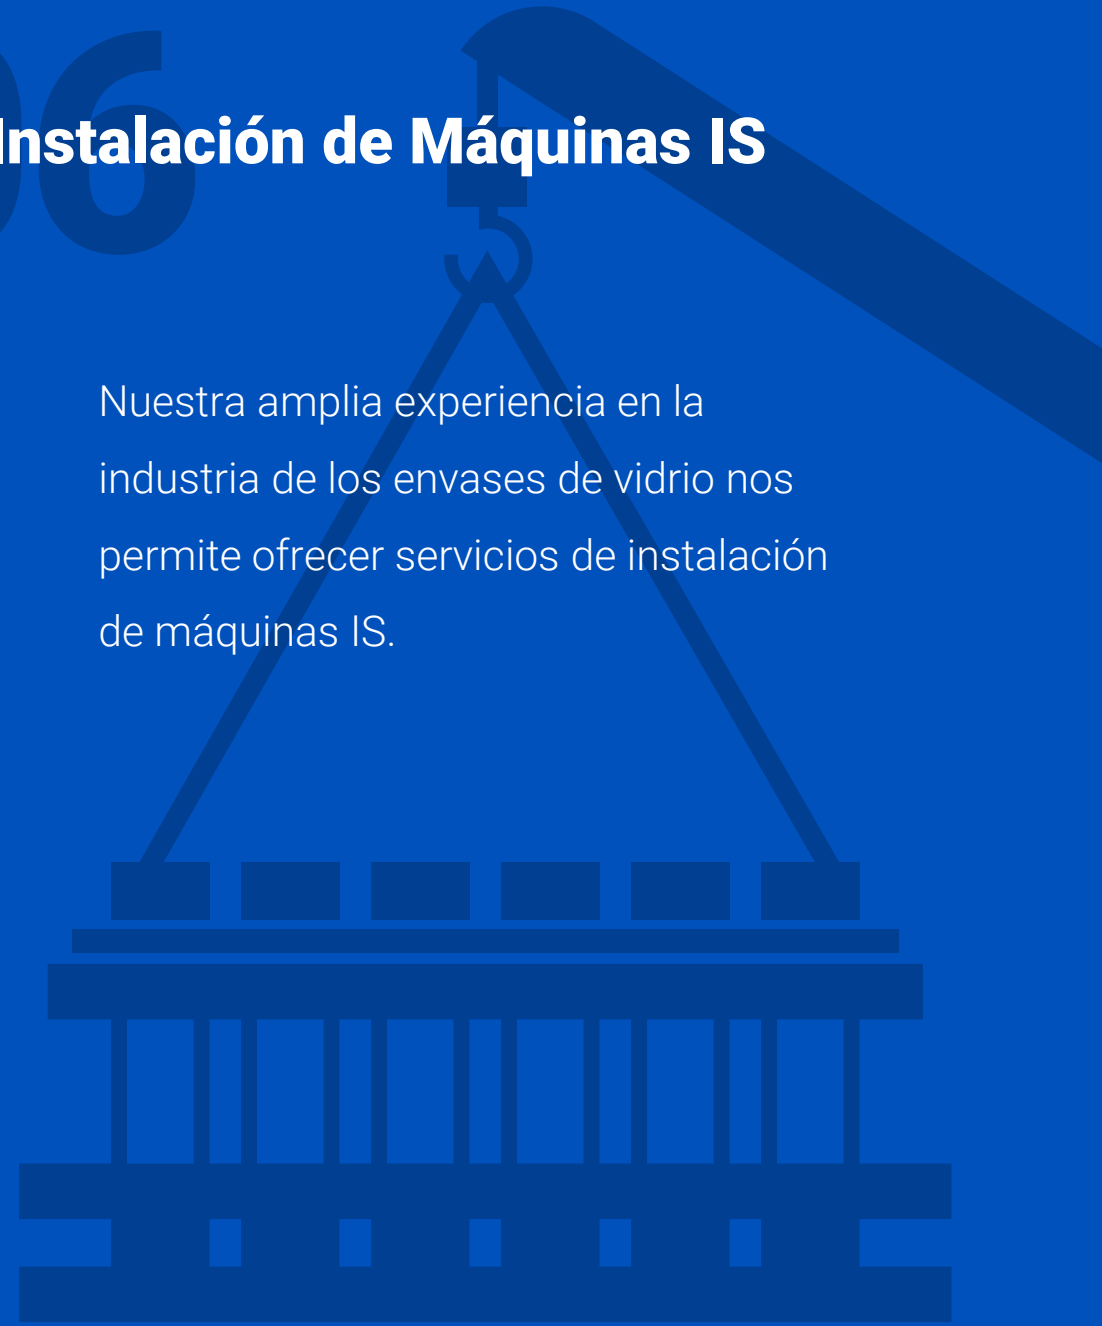 06
Instalación de Máquinas IS
Nuestra amplia experiencia en la
industria de los envases de vidrio nos
permite ofrecer servicios de instalación
de máquinas IS.